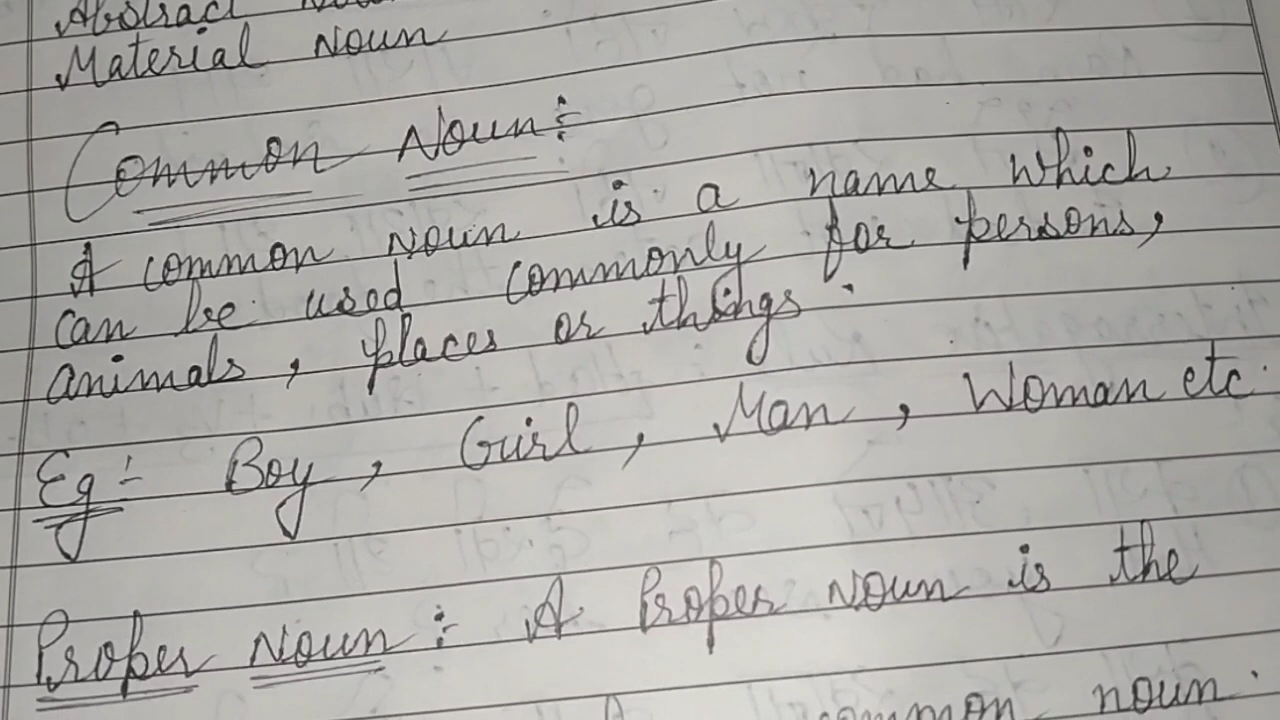 Abstract
Material Noun
Common Noun :-
A common noun is a name which
can be used commonly for persons,
animals, places or things.
Eg :- Boy, Girl, Man, Woman etc.
Proper Noun :- A Proper noun is the
common noun.